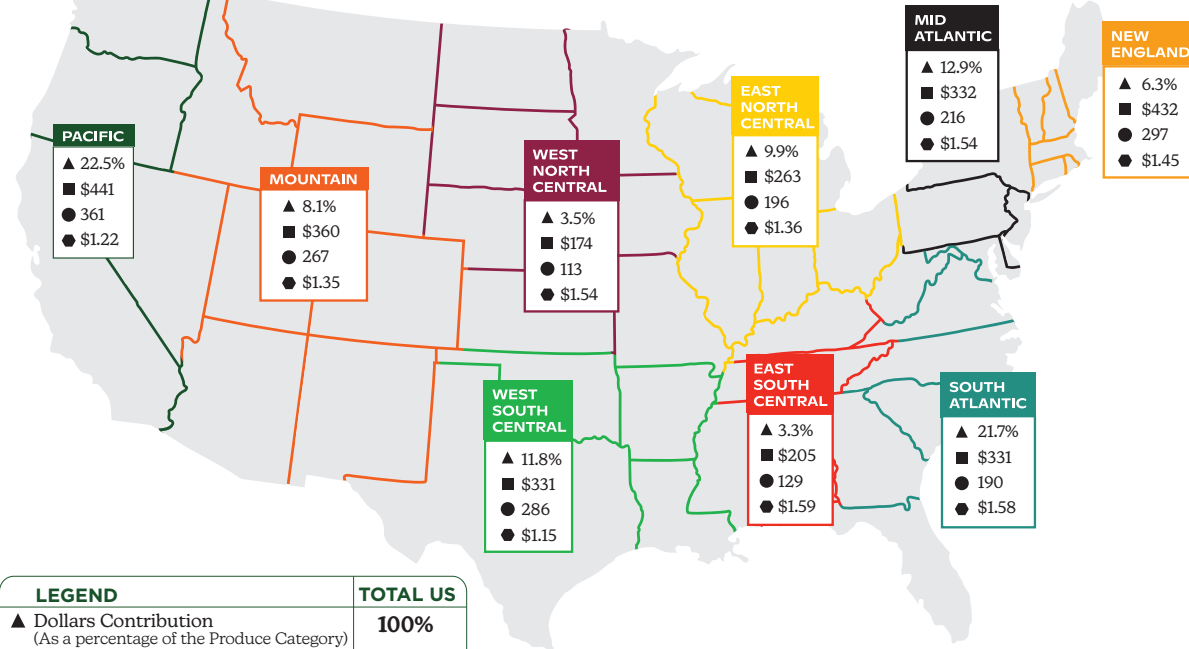 MID
ATLANTIC
▲ 12.9%
■ $332
● 216
⬣ $1.54
NEW
ENGLAND
▲ 6.3%
■ $432
● 297
⬣ $1.45
EAST
NORTH
CENTRAL
▲ 9.9%
■ $263
● 196
⬣ $1.36
PACIFIC
▲ 22.5%
■ $441
● 361
⬣ $1.22
WEST
NORTH
CENTRAL
▲ 3.5%
■ $174
● 113
⬣ $1.54
MOUNTAIN
▲ 8.1%
■ $360
● 267
⬣ $1.35
EAST
SOUTH
CENTRAL
▲ 3.3%
■ $205
● 129
⬣ $1.59
SOUTH
ATLANTIC
▲ 21.7%
■ $331
● 190
⬣ $1.58
WEST
SOUTH
CENTRAL
▲ 11.8%
■ $331
● 286
⬣ $1.15
LEGEND
TOTAL US
▲ Dollars Contribution
(As a percentage of the Produce Category)
100%